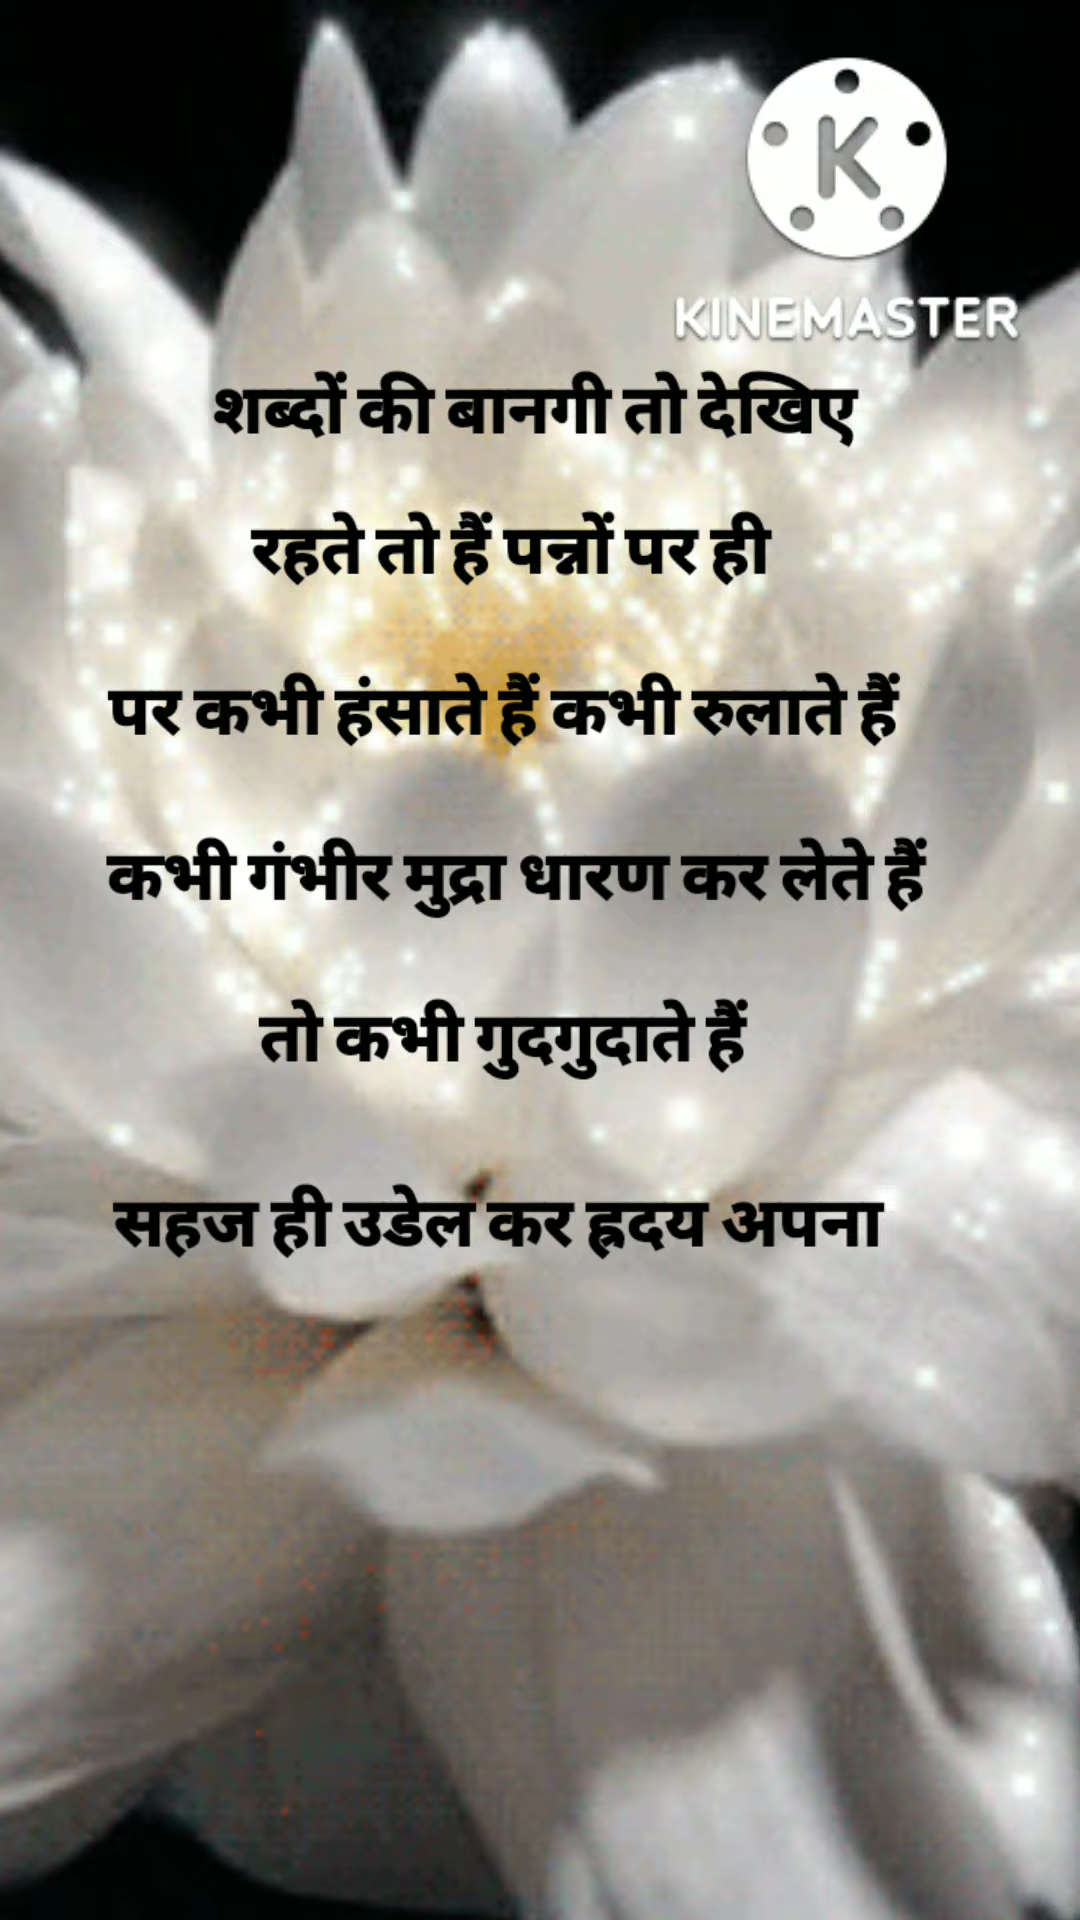 K
KINEMASTER
शब्दों की बानगी तो देखिए
रहते तो हैं पन्नों पर ही
पर कभी हंसाते हैं कभी रुलाते हैं
कभी गंभीर मुद्रा धारण कर लेते हैं
तो कभी गुदगुदाते हैं
सहज ही उडेल कर ह्रदय अपना